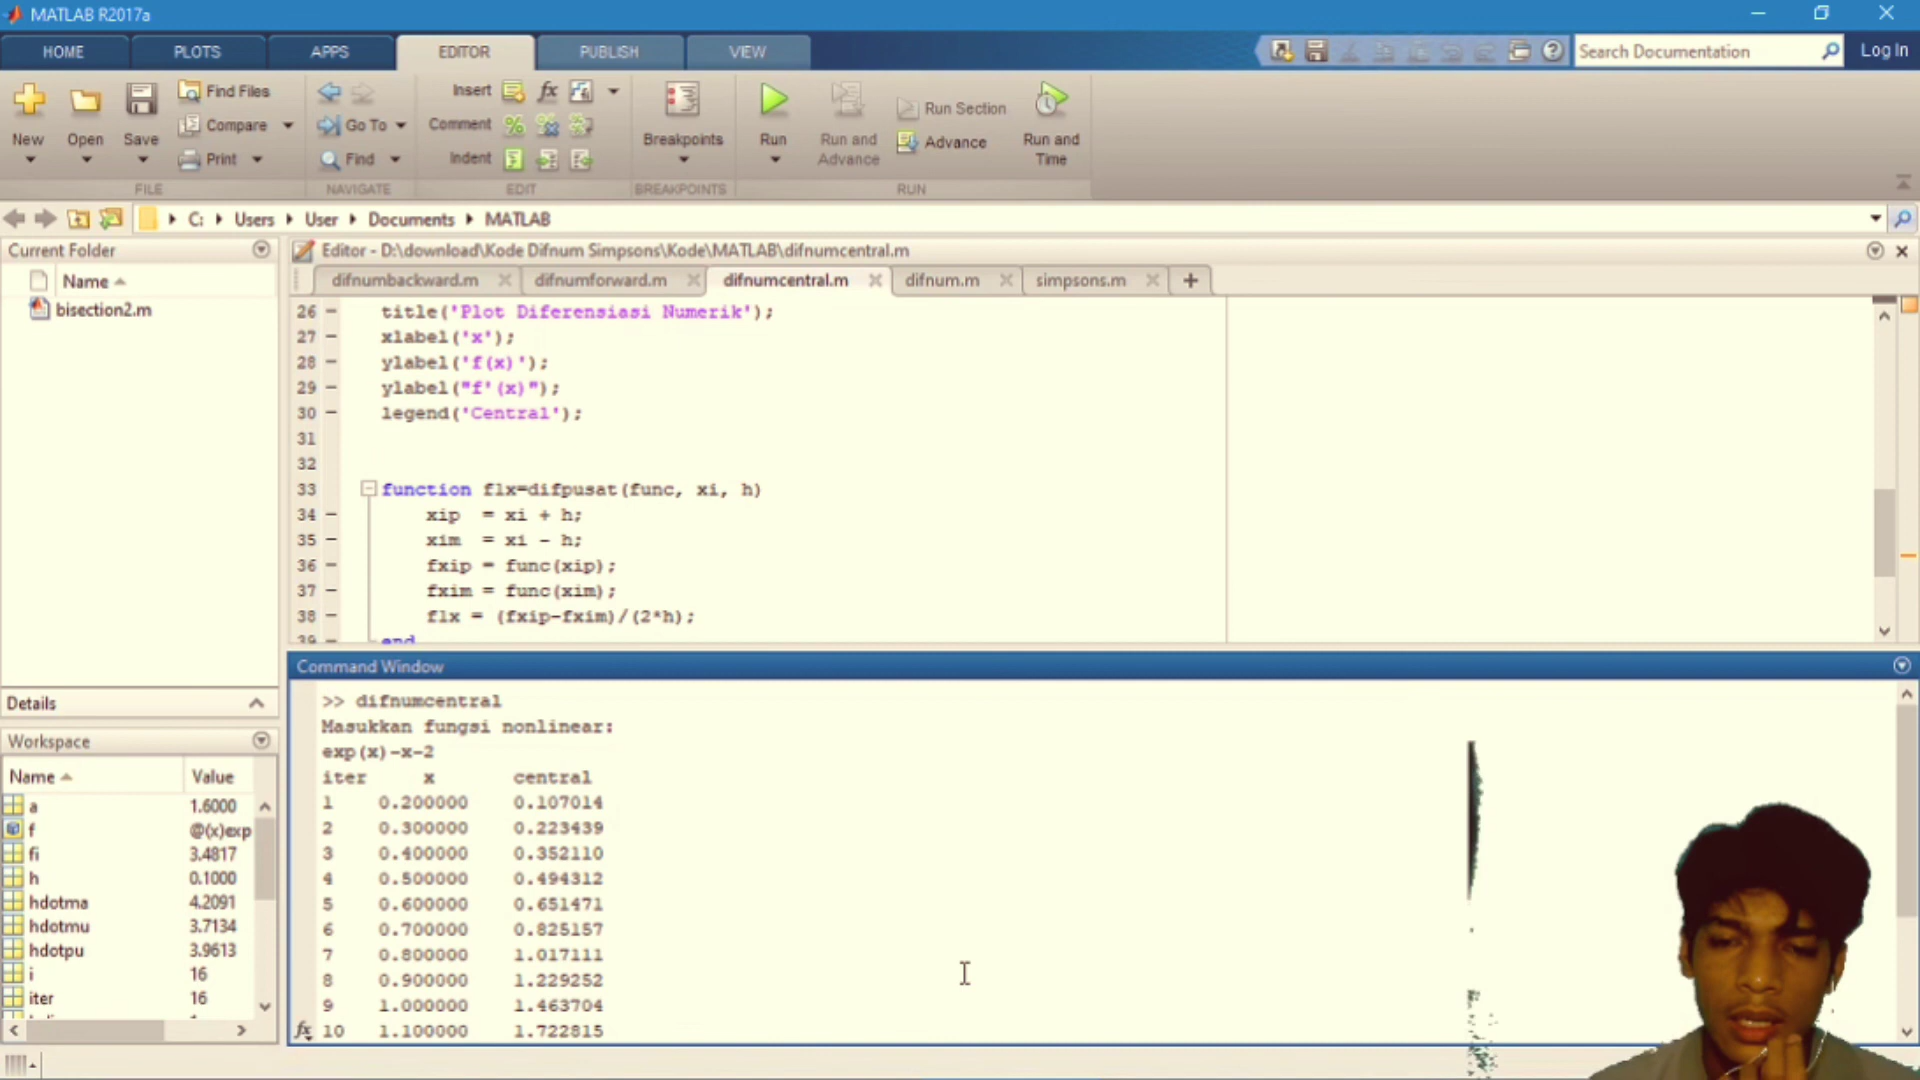 MATLAB R2017a
HOME PLOTS APPS EDITOR PUBLISH VIEW Search Documentation Log In
New Open Save Find Files Compare Print Go To Find Insert fx Comment Indent Breakpoints Run Run and Advance Run Section Advance Run and Time
FILE NAVIGATE EDIT BREAKPOINTS RUN
C: Users User Documents MATLAB
Current Folder
Name
bisection2.m
Details
Workspace
Name Value
a 1.6000
f @(x)exp
fi 3.4817
h 0.1000
hdotma 4.2091
hdotmu 3.7134
hdotpu 3.9613
i 16
iter 16
Editor - D:\download\Kode Difnum Simpsons\Kode\MATLAB\difnumcentral.m
difnumbackward.m difnumforward.m difnumcentral.m difnum.m simpsons.m +
26 - title('Plot Diferensiasi Numerik');
27 - xlabel('x');
28 - ylabel('f(x)');
29 - ylabel("f'(x)");
30 - legend('Central');
31
32
33 function flx=difpusat(func, xi, h)
34 - xip = xi + h;
35 - xim = xi - h;
36 - fxip = func(xip);
37 - fxim = func(xim);
38 - flx = (fxip-fxim)/(2*h);
39 - end
Command Window
>> difnumcentral
Masukkan fungsi nonlinear:
exp(x)-x-2
iter x central
1 0.200000 0.107014
2 0.300000 0.223439
3 0.400000 0.352110
4 0.500000 0.494312
5 0.600000 0.651471
6 0.700000 0.825157
7 0.800000 1.017111
8 0.900000 1.229252
9 1.000000 1.463704
fx 10 1.100000 1.722815